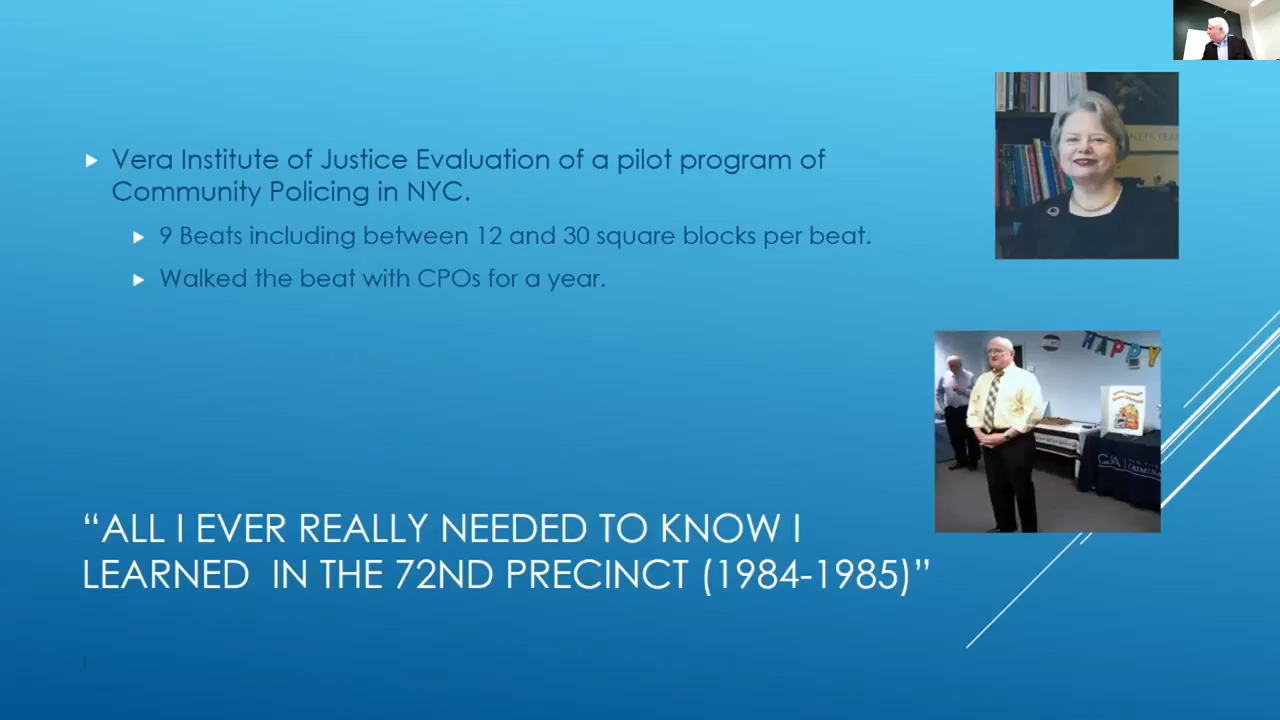 Vera Institute of Justice Evaluation of a pilot program of
Community Policing in NYC.
9 Beats including between 12 and 30 square blocks per beat.
Walked the beat with CPOs for a year.
HAPPY
“ALL I EVER REALLY NEEDED TO KNOW I
LEARNED IN THE 72ND PRECINCT (1984-1985)”